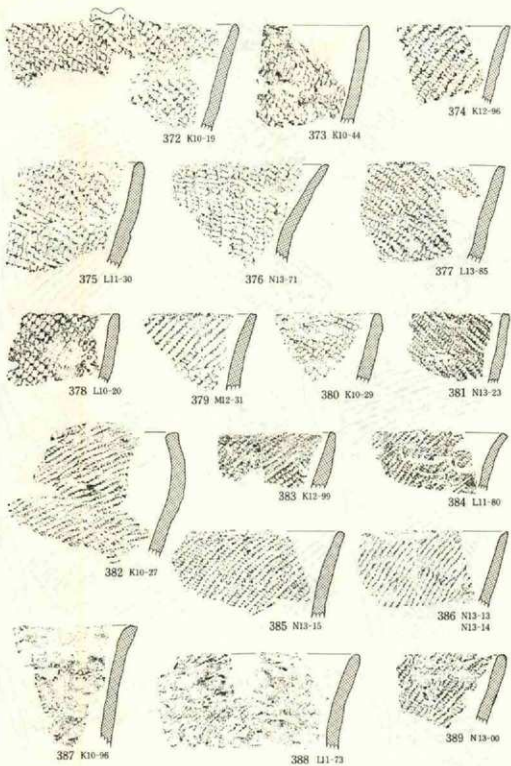 372 K10-19
373 K10-44
374 K12-96
375 L11-30
376 N13-71
377 L13-85
378 L10-20
379 M12-31
380 K10-29
381 N13-23
382 K10-27
383 K12-99
384 L11-80
385 N13-15
386 N13-13
N13-14
387 K10-96
388 L11-73
389 N13-00